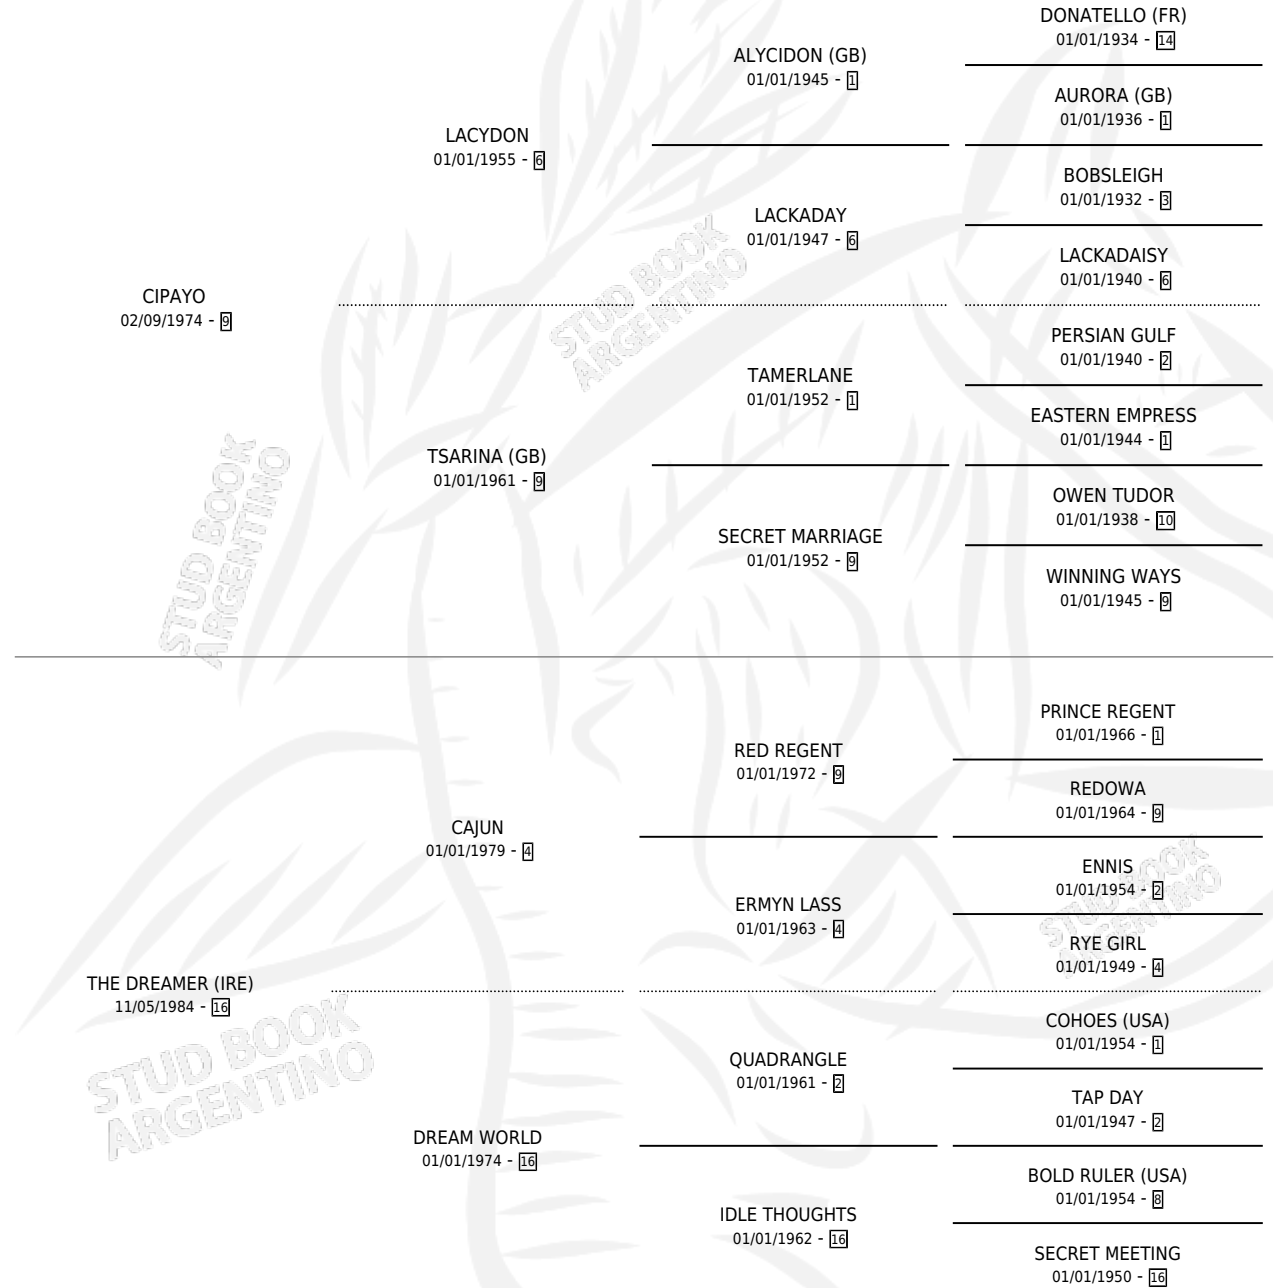 DONATELLO (FR)
01/01/1934 - 14
ALYCIDON (GB)
01/01/1945 - 1
AURORA (GB)
01/01/1936 - 1
LACYDON
01/01/1955 - 6
BOBSLEIGH
01/01/1932 - 3
LACKADAY
01/01/1947 - 6
LACKADAISY
01/01/1940 - 6
CIPAYO
02/09/1974 - 9
PERSIAN GULF
01/01/1940 - 2
TAMERLANE
01/01/1952 - 1
EASTERN EMPRESS
01/01/1944 - 1
TSARINA (GB)
01/01/1961 - 9
OWEN TUDOR
01/01/1938 - 10
SECRET MARRIAGE
01/01/1952 - 9
WINNING WAYS
01/01/1945 - 9
PRINCE REGENT
01/01/1966 - 1
RED REGENT
01/01/1972 - 9
REDOWA
01/01/1964 - 9
CAJUN
01/01/1979 - 4
ENNIS
01/01/1954 - 2
ERMYN LASS
01/01/1963 - 4
RYE GIRL
01/01/1949 - 4
THE DREAMER (IRE)
11/05/1984 - 16
COHOES (USA)
01/01/1954 - 1
QUADRANGLE
01/01/1961 - 2
TAP DAY
01/01/1947 - 2
DREAM WORLD
01/01/1974 - 16
BOLD RULER (USA)
01/01/1954 - 8
IDLE THOUGHTS
01/01/1962 - 16
SECRET MEETING
01/01/1950 - 16
STUD BOOK
ARGENTINO
STUD BOOK
ARGENTINO
STUD BOOK
ARGENTINO
STUD BOOK
ARGENTINO